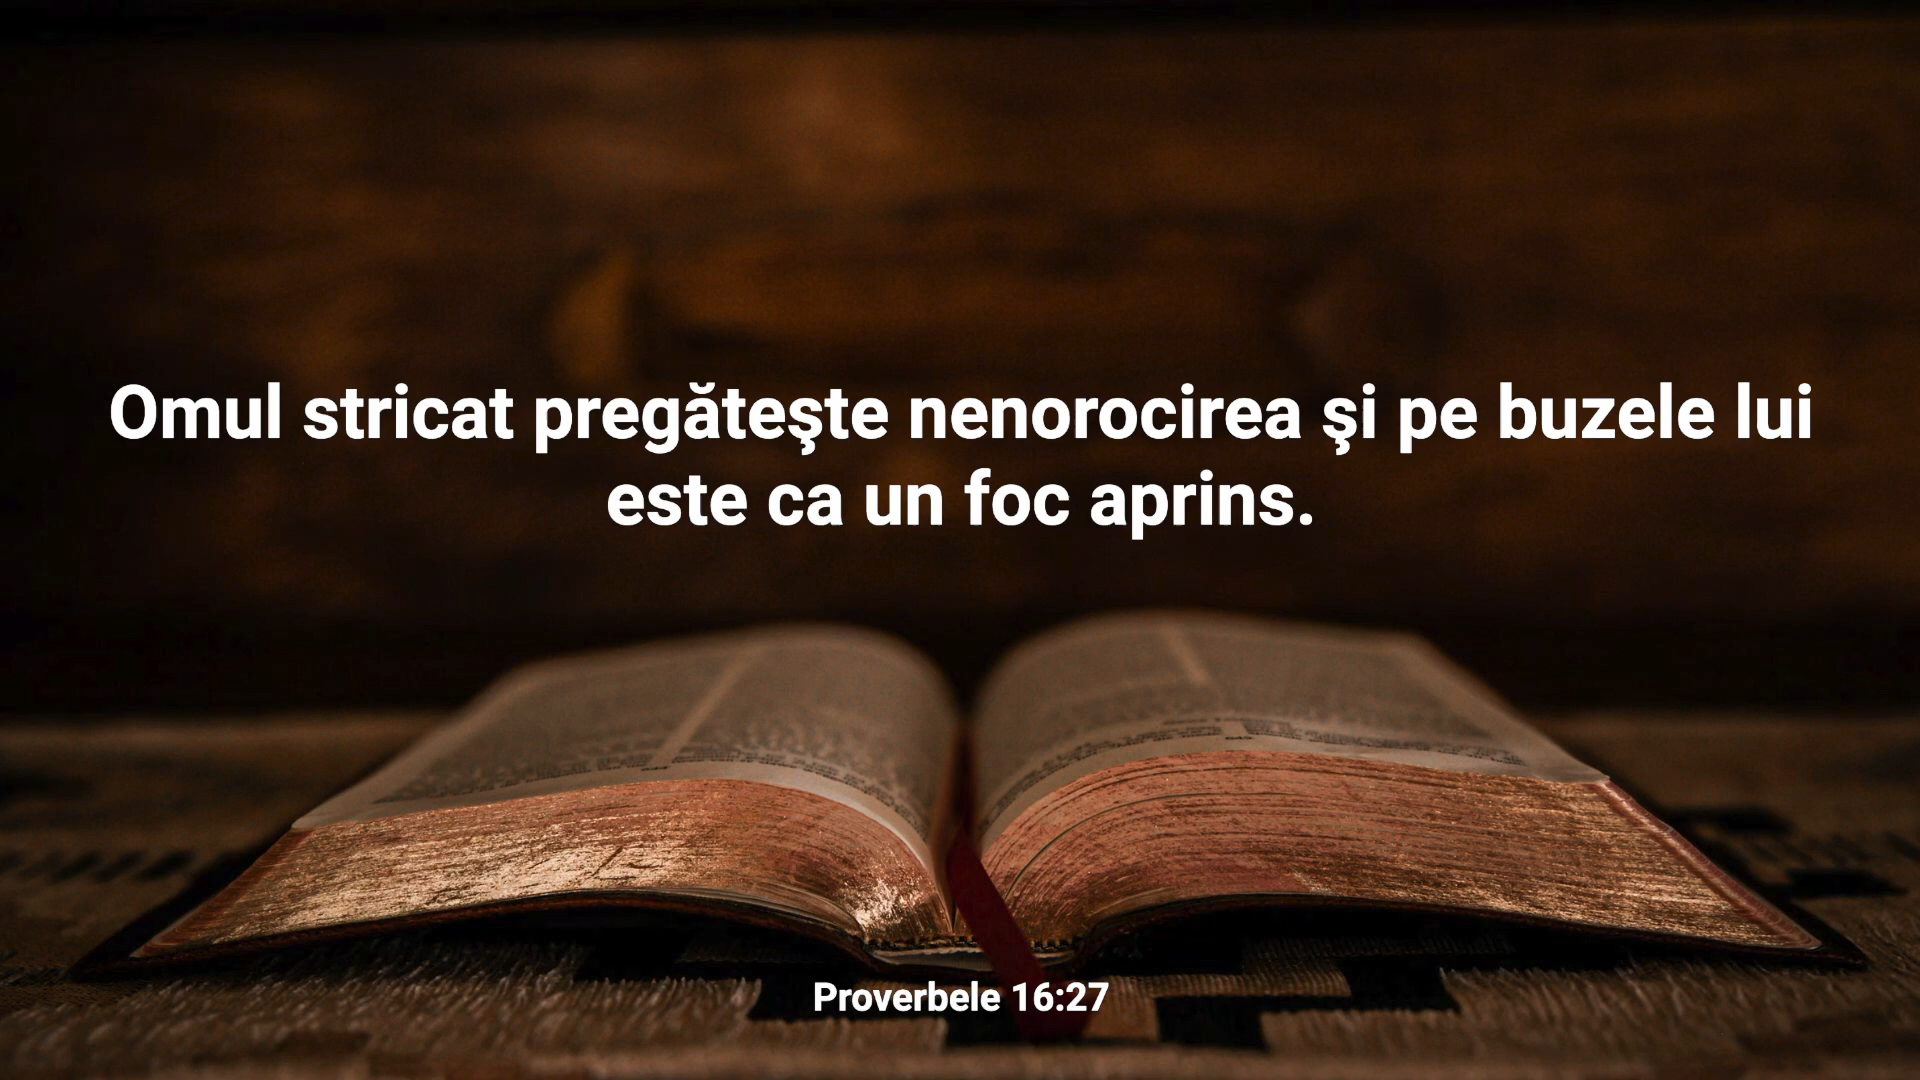 Omul stricat pregăteşte nenorocirea şi pe buzele lui
este ca un foc aprins.
Proverbele 16:27